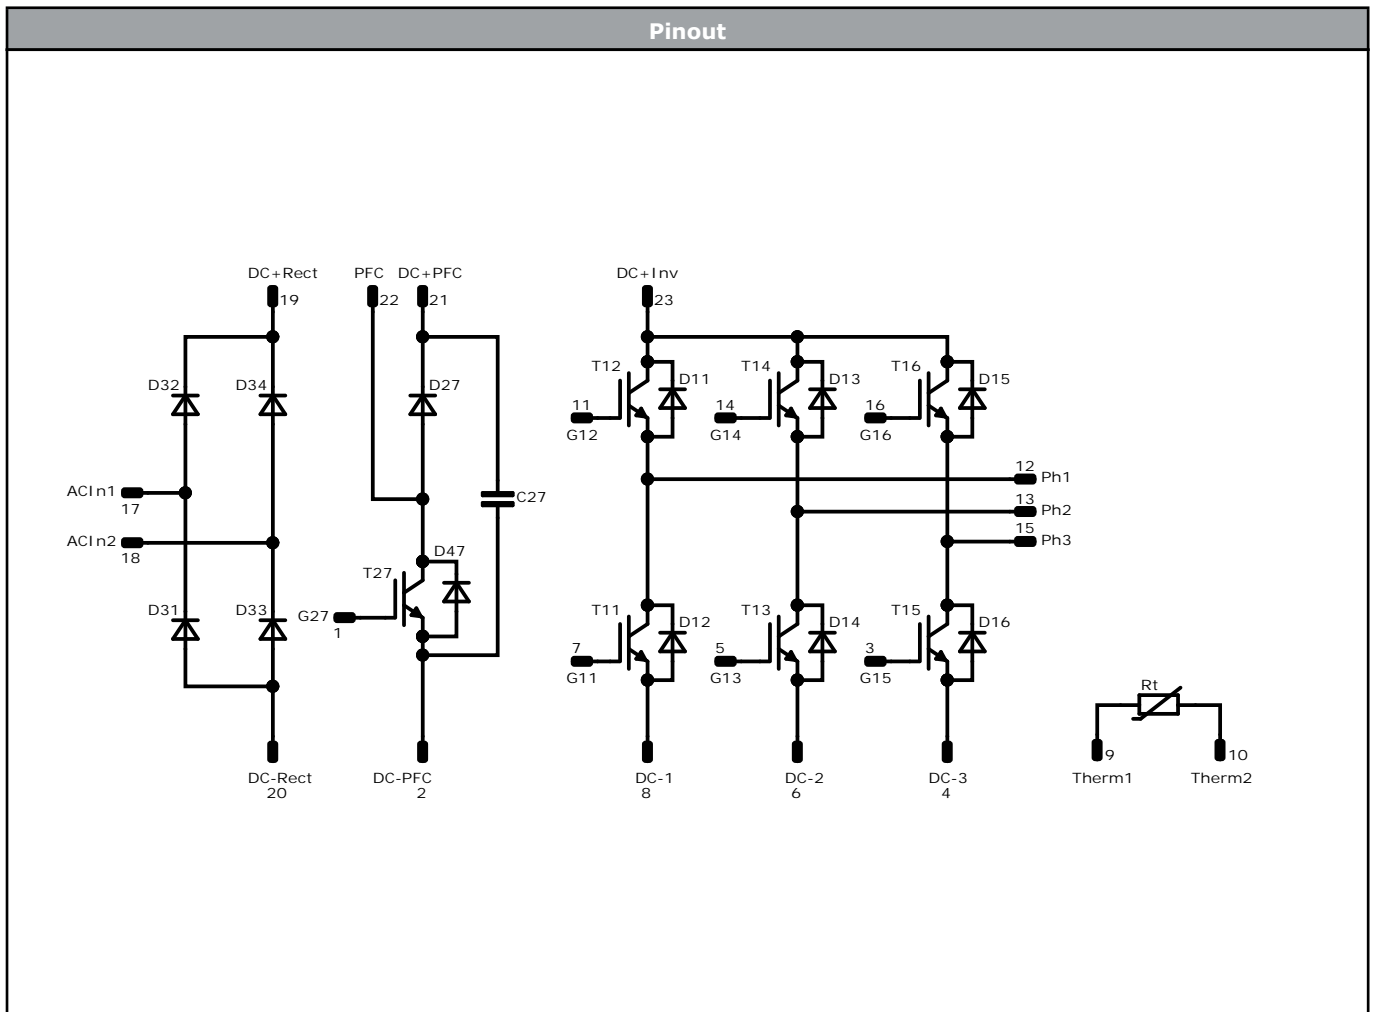 Pinout
DC+Rect
19
PFC
22
DC+PFC
21
DC+Inv
23
D32
D34
D27
T12
D11
T14
D13
T16
D15
11
G12
14
G14
16
G16
ACIn1
17
C27
12
Ph1
13
Ph2
15
Ph3
ACIn2
18
D47
T27
D31
D33
G27
1
T11
D12
T13
D14
T15
D16
7
G11
5
G13
3
G15
Rt
9
10
DC-Rect
20
DC-PFC
2
DC-1
8
DC-2
6
DC-3
4
Therm1
Therm2